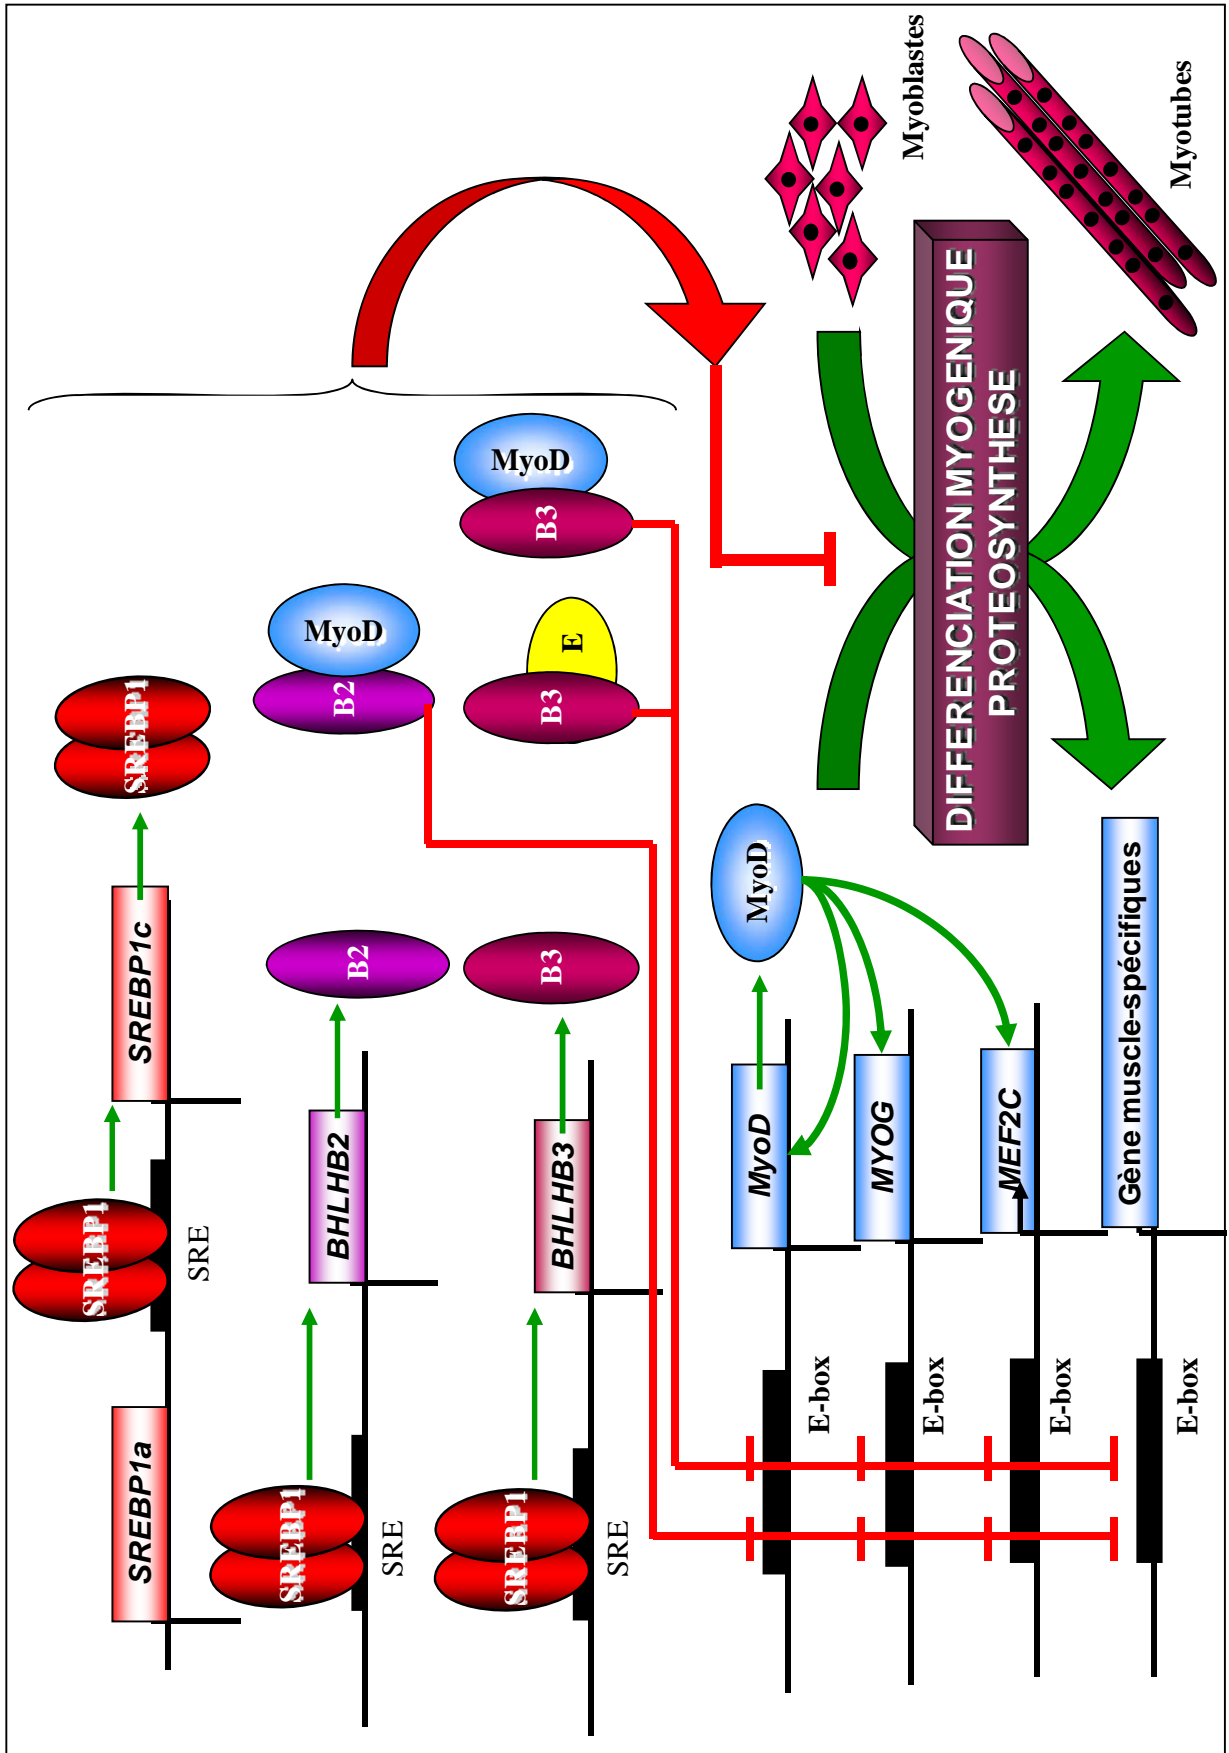 SREBP1a
SREBP1
SRE
SREBP1c
SREBP1
SREBP1
SRE
BHLHB2
B2
B2
MyoD
SREBP1
SRE
BHLHB3
B3
B3
E
B3
MyoD
E-box
MyoD
MyoD
E-box
MYOG
E-box
MEF2C
E-box
Gène muscle-spécifiques
DIFFERENCIATION MYOGENIQUE
PROTEOSYNTHESE
Myoblastes
Myotubes